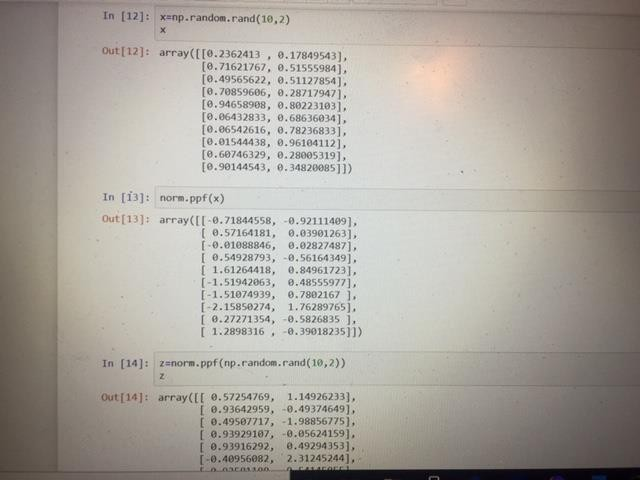 In [12]: x=np.random.rand(10,2)
x
Out[12]: array([[0.2362413 , 0.17849543],
[0.71621767, 0.51555984],
[0.49565622, 0.51127854],
[0.70859606, 0.28717947],
[0.94658908, 0.80223103],
[0.06432833, 0.68636034],
[0.06542616, 0.78236833],
[0.01544438, 0.96104112],
[0.60746329, 0.28005319],
[0.90144543, 0.34820085]])
In [13]: norm.ppf(x)
Out[13]: array([[-0.71844558, -0.92111409],
[ 0.57164181, 0.03901263],
[-0.01088846, 0.02827487],
[ 0.54928793, -0.56164349],
[ 1.61264418, 0.84961723],
[-1.51942063, 0.48555977],
[-1.51074939, 0.7802167 ],
[-2.15850274, 1.76289765],
[ 0.27271354, -0.5826835 ],
[ 1.2898316 , -0.39018235]])
In [14]: z=norm.ppf(np.random.rand(10,2))
z
Out[14]: array([[ 0.57254769, 1.14926233],
[ 0.93642959, -0.49374649],
[ 0.49507717, -1.98856775],
[ 0.93929107, -0.05624159],
[ 0.93916292, 0.49294353],
[-0.40956082, 2.31245244],